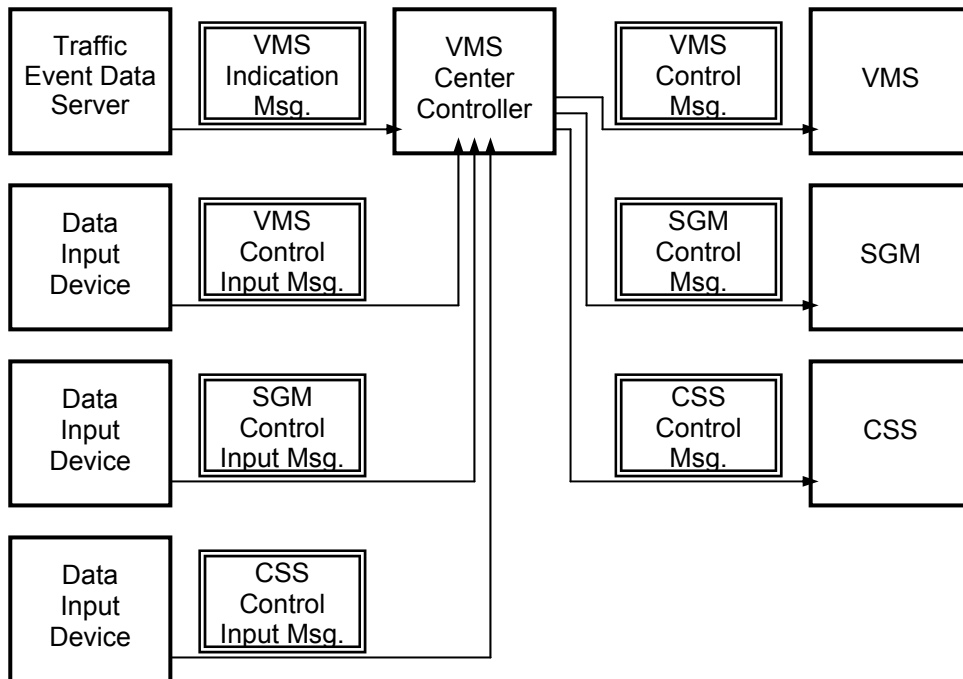 Traffic
Event Data
Server
VMS
Indication
Msg.
VMS
Center
Controller
VMS
Control
Msg.
VMS
Data
Input
Device
VMS
Control
Input Msg.
SGM
Control
Msg.
SGM
Data
Input
Device
SGM
Control
Input Msg.
CSS
Control
Msg.
CSS
Data
Input
Device
CSS
Control
Input Msg.